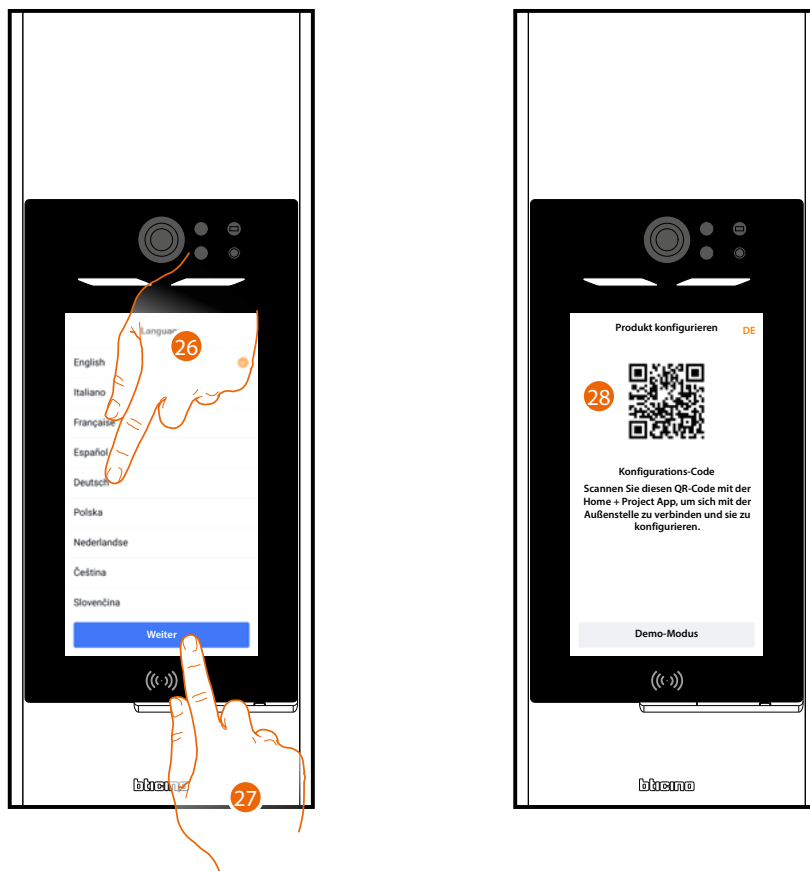 Language
26
English
Italiano
Française
Español
Deutsch
Polska
Nederlandse
Čeština
Slovenčina
Weiter
27
bticino
Produkt konfigurieren
DE
28
Konfigurations-Code
Scannen Sie diesen QR-Code mit der
Home + Project App, um sich mit der
Außenstelle zu verbinden und sie zu
konfigurieren.
Demo-Modus
bticino